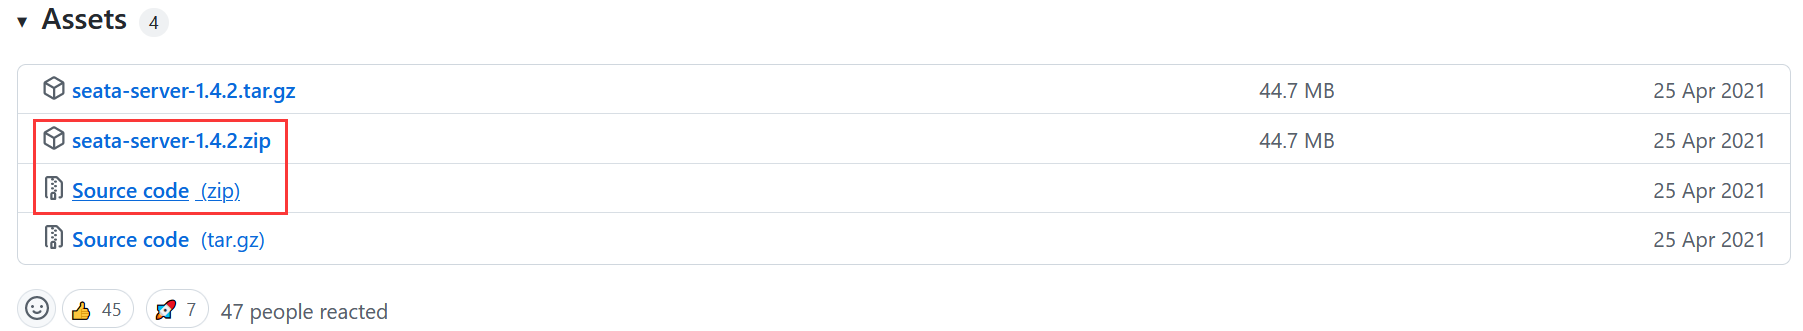 Assets 4
seata-server-1.4.2.tar.gz 44.7 MB 25 Apr 2021
seata-server-1.4.2.zip 44.7 MB 25 Apr 2021
Source code (zip) 25 Apr 2021
Source code (tar.gz) 25 Apr 2021
45 7 47 people reacted